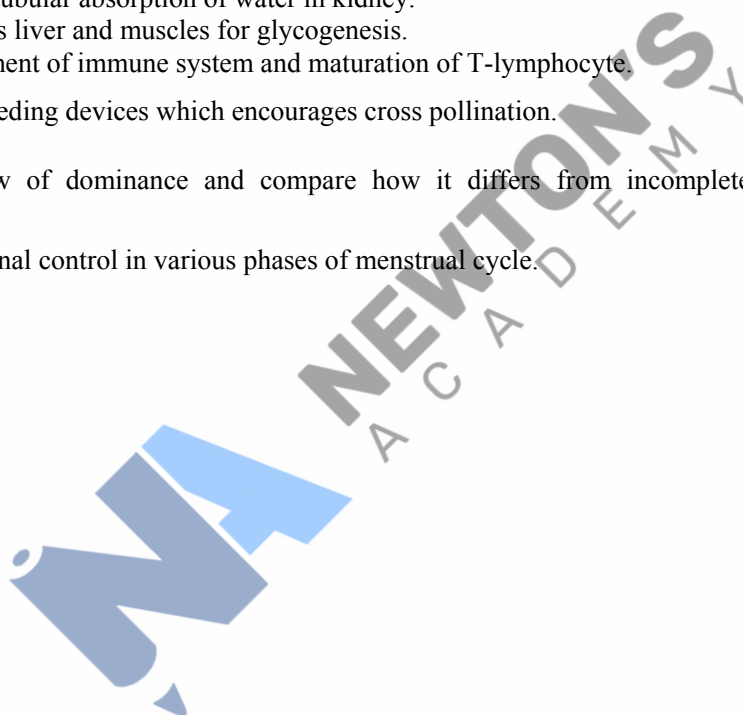 tubular absorption of water in kidney.
s liver and muscles for glycogenesis.
nent of immune system and maturation of T-lymphocyte.
eding devices which encourages cross pollination.
w of dominance and compare how it differs from incomplete
nal control in various phases of menstrual cycle.
NEWTON'S
ACADEMY